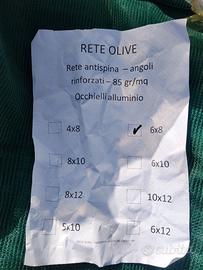 RETE OLIVE
Rete antispina – angoli
rinforzati – 85 gr/mq
Occhielli alluminio
4x8 ✓ 6x8
8x10 6x10
8x12 10x12
5x10 6x12
subito